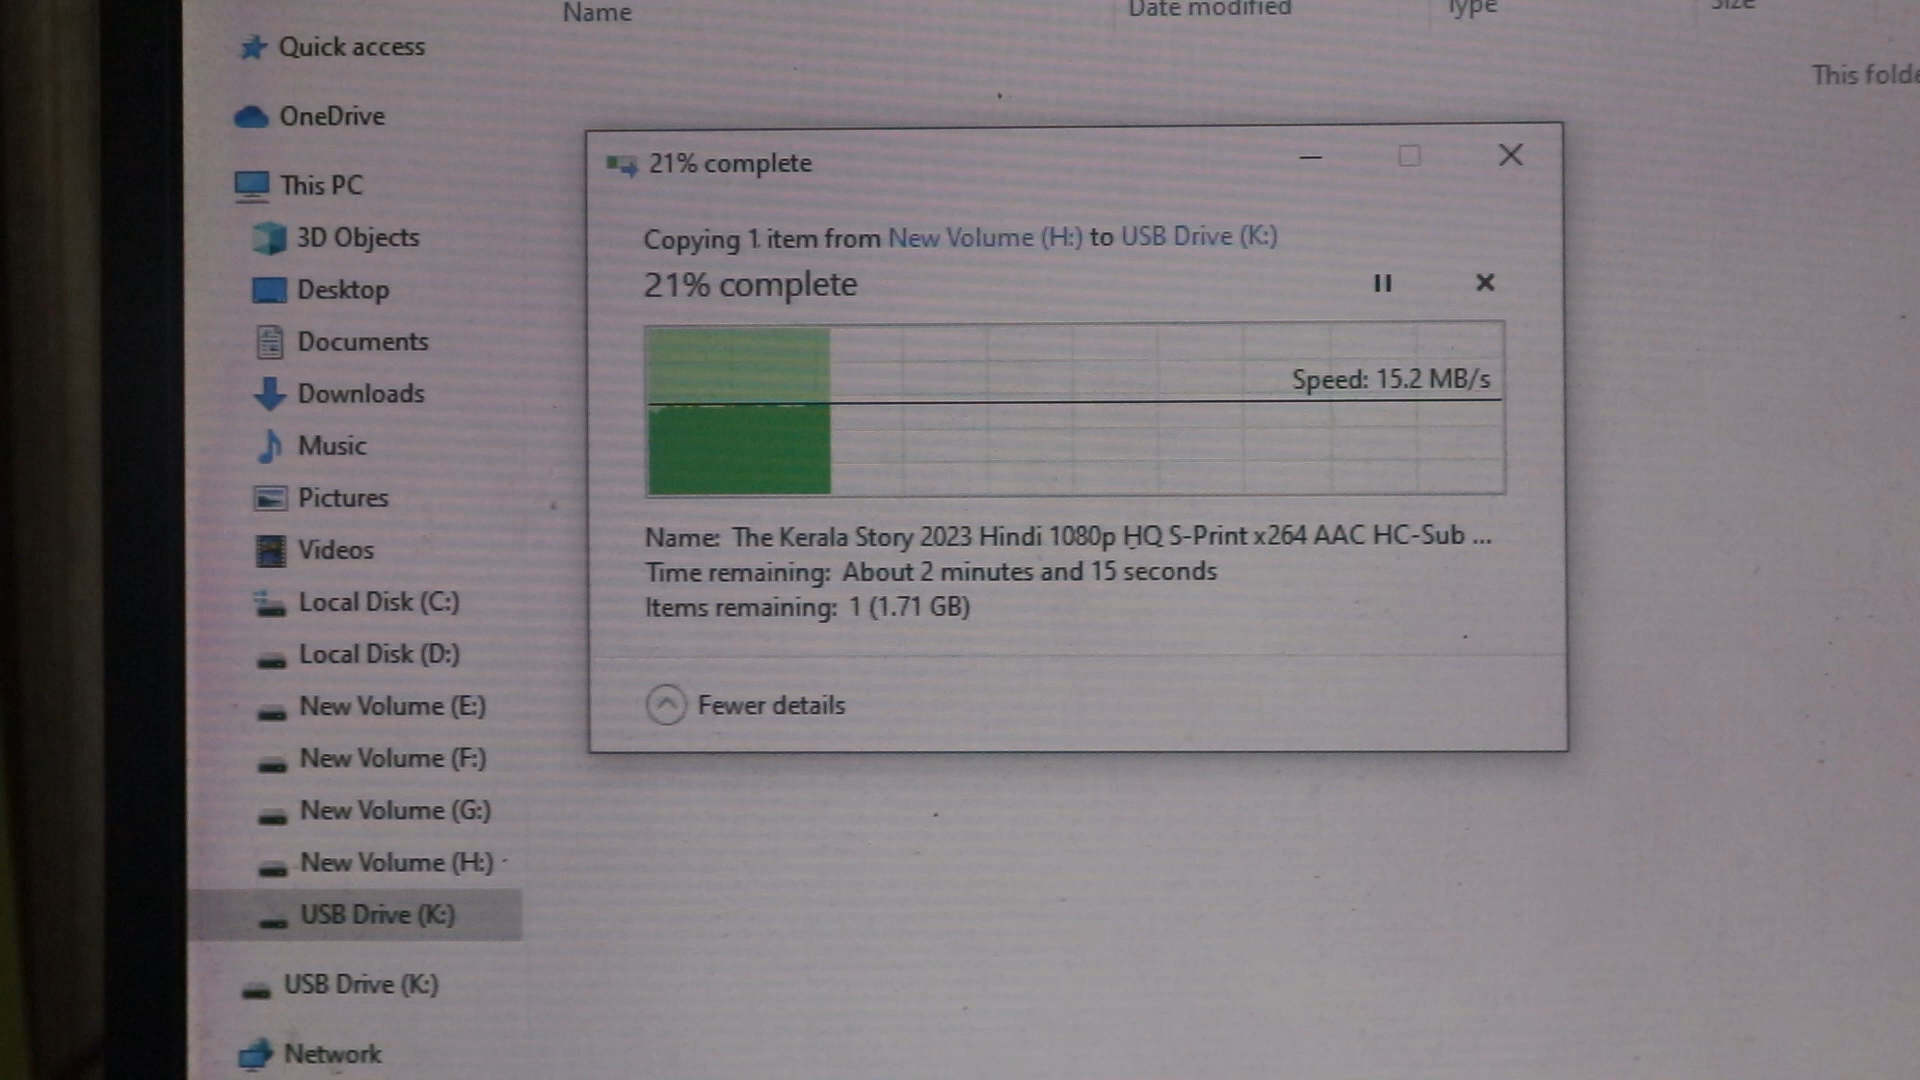 Name
Date modified
Type
Size
Quick access
This folde
OneDrive
This PC
3D Objects
Desktop
Documents
Downloads
Music
Pictures
Videos
Local Disk (C:)
Local Disk (D:)
New Volume (E:)
New Volume (F:)
New Volume (G:)
New Volume (H:)
USB Drive (K:)
USB Drive (K:)
Network
21% complete
Copying 1 item from New Volume (H:) to USB Drive (K:)
21% complete
Speed: 15.2 MB/s
Name: The Kerala Story 2023 Hindi 1080p HQ S-Print x264 AAC HC-Sub ...
Time remaining: About 2 minutes and 15 seconds
Items remaining: 1 (1.71 GB)
Fewer details